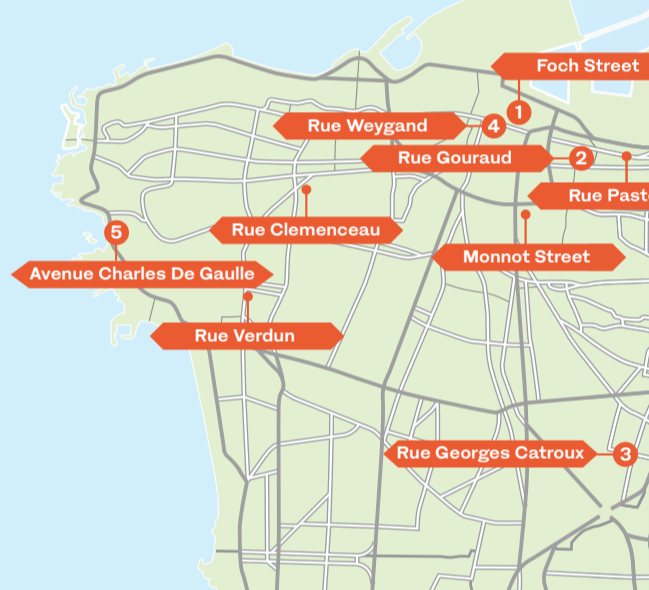 Foch Street
1
Rue Weygand
4
Rue Gouraud
2
Rue Past
5
Rue Clemenceau
Monnot Street
Avenue Charles De Gaulle
Rue Verdun
Rue Georges Catroux
3